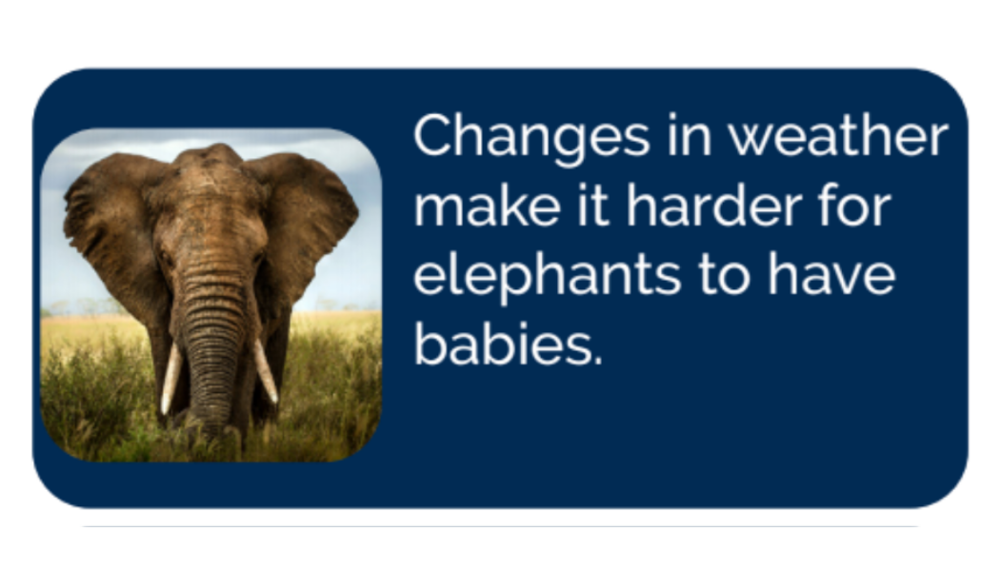 Changes in weather
make it harder for
elephants to have
babies.